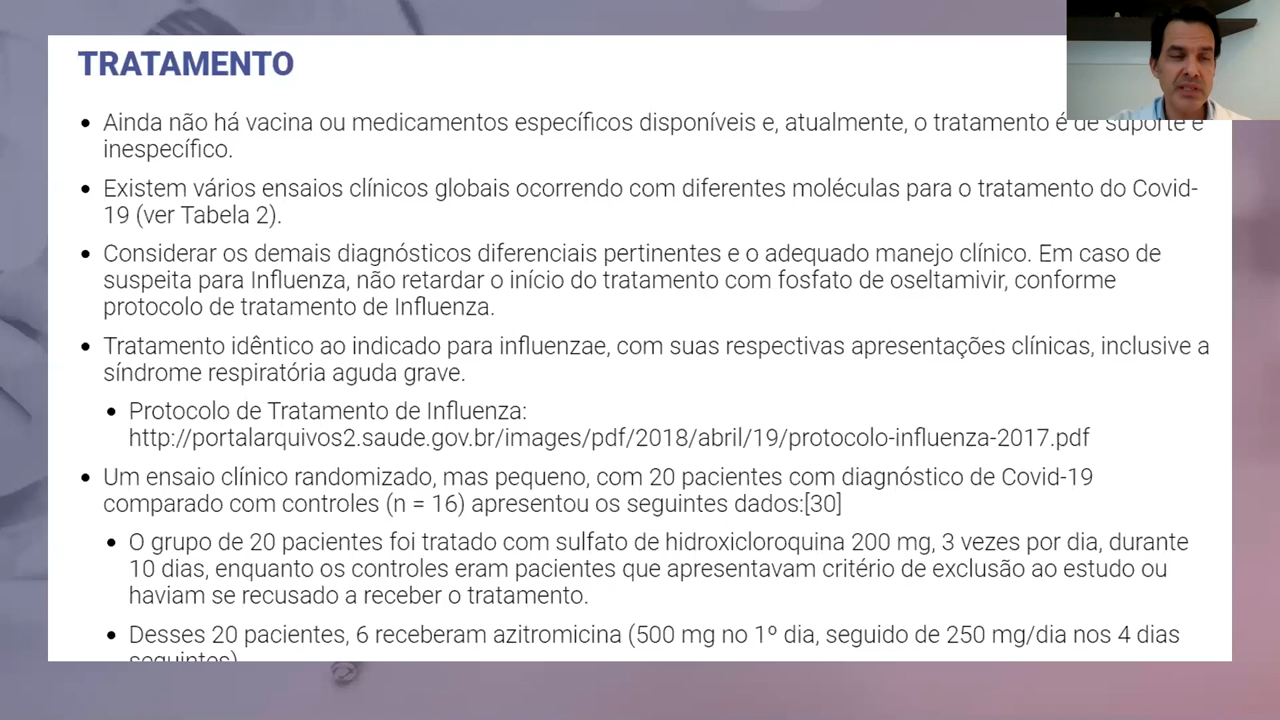 TRATAMENTO
• Ainda não há vacina ou medicamentos específicos disponíveis e, atualmente, o tratamento é de suporte e
inespecífico.
• Existem vários ensaios clínicos globais ocorrendo com diferentes moléculas para o tratamento do Covid-
19 (ver Tabela 2).
• Considerar os demais diagnósticos diferenciais pertinentes e o adequado manejo clínico. Em caso de
suspeita para Influenza, não retardar o início do tratamento com fosfato de oseltamivir, conforme
protocolo de tratamento de Influenza.
• Tratamento idêntico ao indicado para influenzae, com suas respectivas apresentações clínicas, inclusive a
síndrome respiratória aguda grave.
• Protocolo de Tratamento de Influenza:
http://portalarquivos2.saude.gov.br/images/pdf/2018/abril/19/protocolo-influenza-2017.pdf
• Um ensaio clínico randomizado, mas pequeno, com 20 pacientes com diagnóstico de Covid-19
comparado com controles (n = 16) apresentou os seguintes dados:[30]
• O grupo de 20 pacientes foi tratado com sulfato de hidroxicloroquina 200 mg, 3 vezes por dia, durante
10 dias, enquanto os controles eram pacientes que apresentavam critério de exclusão ao estudo ou
haviam se recusado a receber o tratamento.
• Desses 20 pacientes, 6 receberam azitromicina (500 mg no 1º dia, seguido de 250 mg/dia nos 4 dias
seguintes)